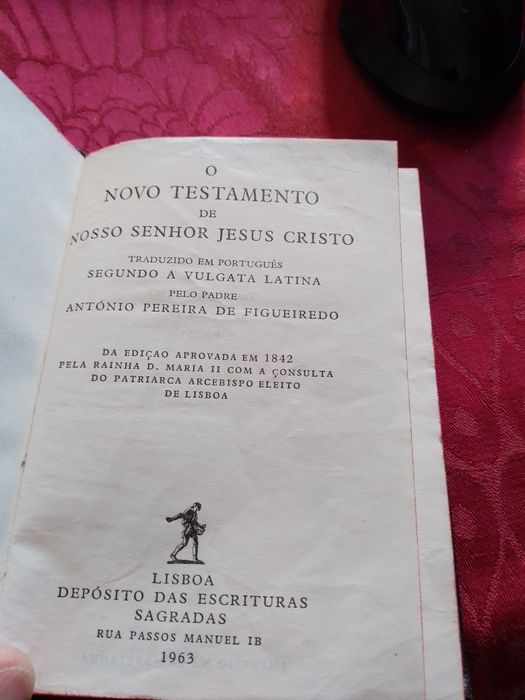 O
NOVO TESTAMENTO
DE
NOSSO SENHOR JESUS CRISTO
TRADUZIDO EM PORTUGUÊS
SEGUNDO A VULGATA LATINA
PELO PADRE
ANTÓNIO PEREIRA DE FIGUEIREDO
DA EDIÇAO APROVADA EM 1842
PELA RAINHA D. MARIA II COM A ÇONSULTA
DO PATRIARCA ARCEBISPO ELEITO
DE LISBOA
LISBOA
DEPÓSITO DAS ESCRITURAS
SAGRADAS
RUA PASSOS MANUEL IB
1963